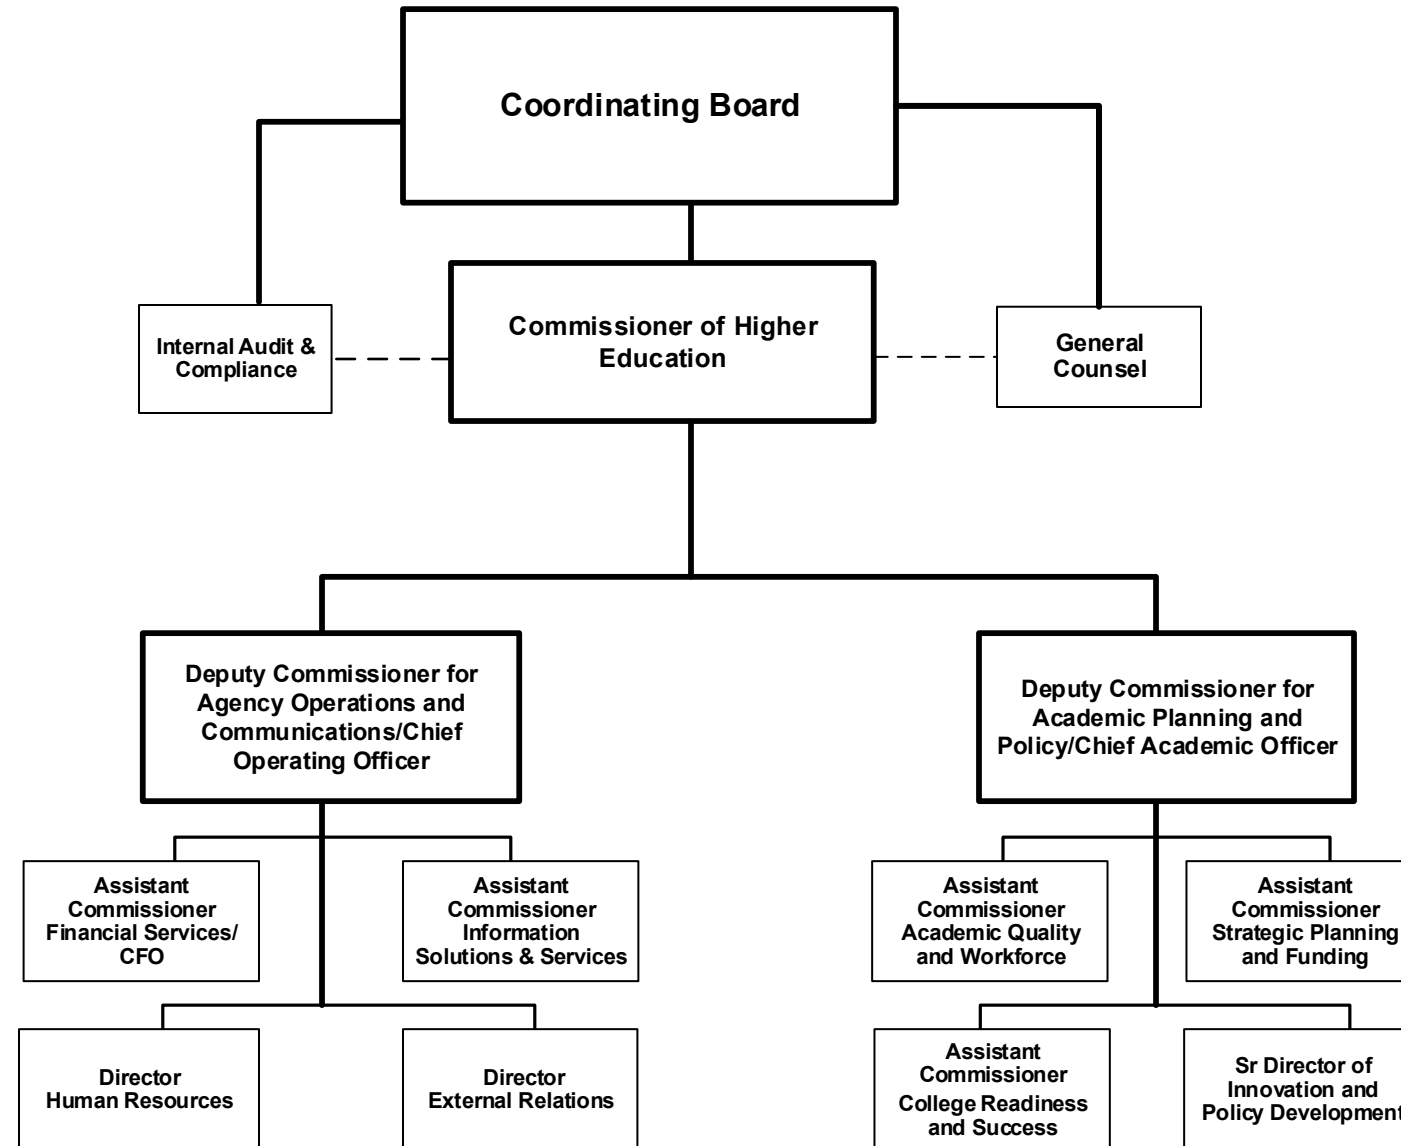 Coordinating Board
Commissioner of Higher
Education
Internal Audit &
Compliance
General
Counsel
Deputy Commissioner for
Agency Operations and
Communications/Chief
Operating Officer
Deputy Commissioner for
Academic Planning and
Policy/Chief Academic Officer
Assistant
Commissioner
Financial Services/
CFO
Assistant
Commissioner
Information
Solutions & Services
Assistant
Commissioner
Academic Quality
and Workforce
Assistant
Commissioner
Strategic Planning
and Funding
Director
Human Resources
Director
External Relations
Assistant
Commissioner
College Readiness
and Success
Sr Director of
Innovation and
Policy Development